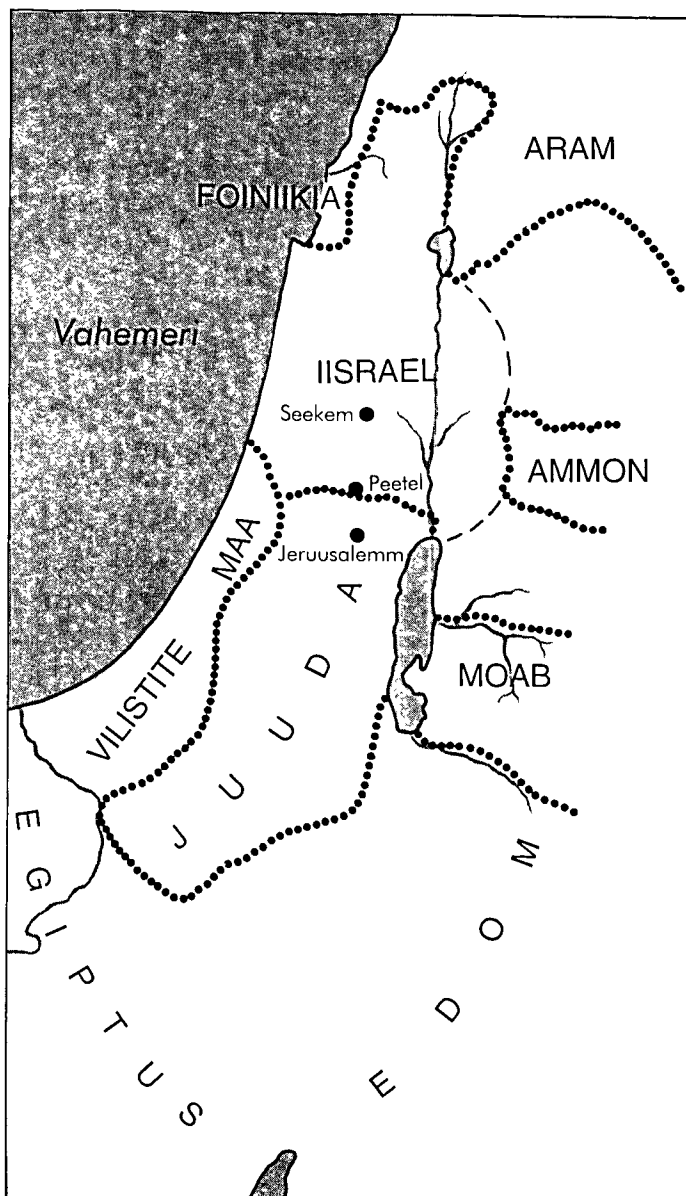 ARAM
FOINIIKIA
Vahemeri
IISRAEL
Seekem
AMMON
Peetel
Jeruusalemm
VILISTITE MAA
JUUDA
MOAB
EGIPTUS
EDOM